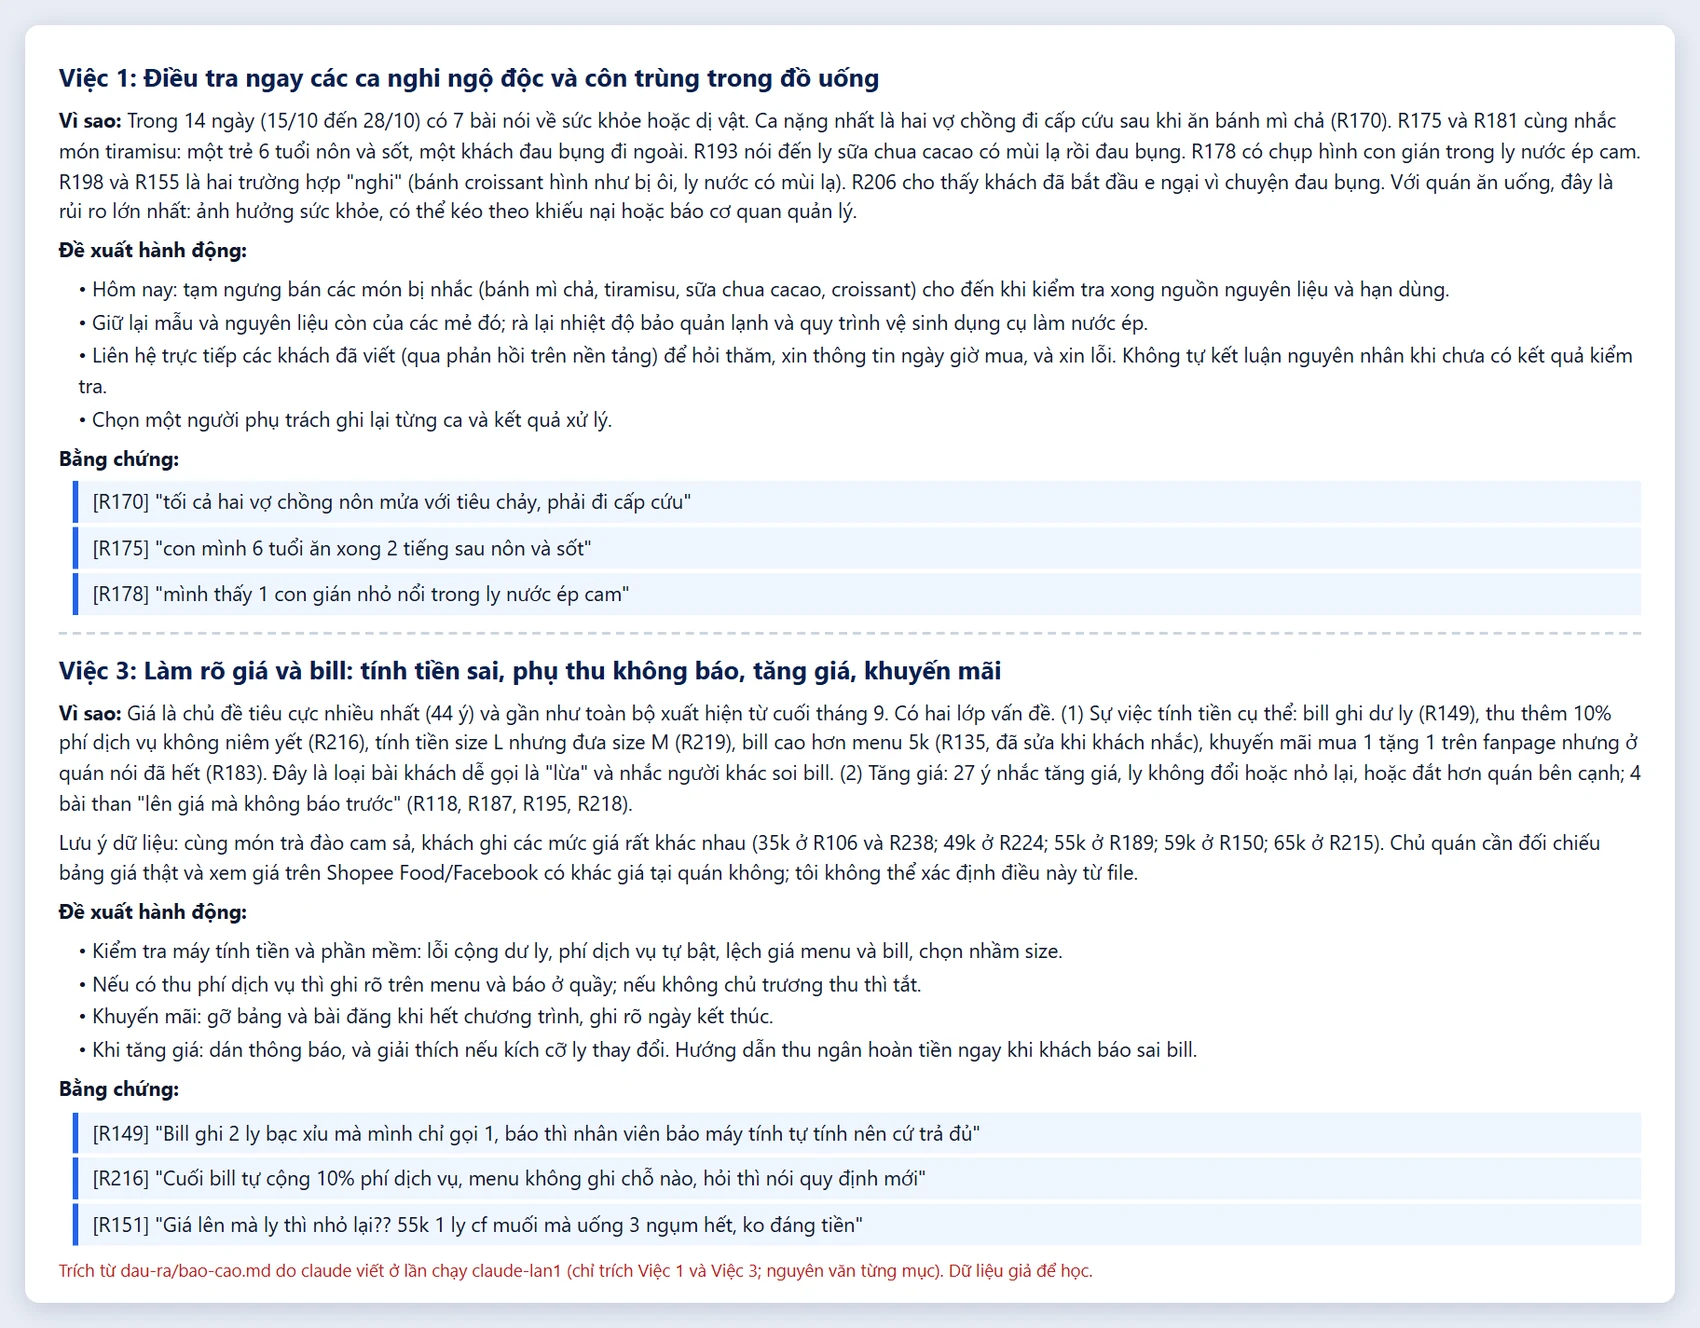 Việc 1: Điều tra ngay các ca nghi ngộ độc và côn trùng trong đồ uống
Vì sao: Trong 14 ngày (15/10 đến 28/10) có 7 bài nói về sức khỏe hoặc dị vật. Ca nặng nhất là hai vợ chồng đi cấp cứu sau khi ăn bánh mì chả (R170). R175 và R181 cùng nhắc
món tiramisu: một trẻ 6 tuổi nôn và sốt, một khách đau bụng đi ngoài. R193 nói đến ly sữa chua cacao có mùi lạ rồi đau bụng. R178 có chụp hình con gián trong ly nước ép cam.
R198 và R155 là hai trường hợp "nghi" (bánh croissant hình như bị ôi, ly nước có mùi lạ). R206 cho thấy khách đã bắt đầu e ngại vì chuyện đau bụng. Với quán ăn uống, đây là
rủi ro lớn nhất: ảnh hưởng sức khỏe, có thể kéo theo khiếu nại hoặc báo cơ quan quản lý.
Đề xuất hành động:
• Hôm nay: tạm ngưng bán các món bị nhắc (bánh mì chả, tiramisu, sữa chua cacao, croissant) cho đến khi kiểm tra xong nguồn nguyên liệu và hạn dùng.
• Giữ lại mẫu và nguyên liệu còn của các mẻ đó; rà lại nhiệt độ bảo quản lạnh và quy trình vệ sinh dụng cụ làm nước ép.
• Liên hệ trực tiếp các khách đã viết (qua phản hồi trên nền tảng) để hỏi thăm, xin thông tin ngày giờ mua, và xin lỗi. Không tự kết luận nguyên nhân khi chưa có kết quả kiểm
tra.
• Chọn một người phụ trách ghi lại từng ca và kết quả xử lý.
Bằng chứng:
[R170] "tối cả hai vợ chồng nôn mửa với tiêu chảy, phải đi cấp cứu"
[R175] "con mình 6 tuổi ăn xong 2 tiếng sau nôn và sốt"
[R178] "mình thấy 1 con gián nhỏ nổi trong ly nước ép cam"
Việc 3: Làm rõ giá và bill: tính tiền sai, phụ thu không báo, tăng giá, khuyến mãi
Vì sao: Giá là chủ đề tiêu cực nhiều nhất (44 ý) và gần như toàn bộ xuất hiện từ cuối tháng 9. Có hai lớp vấn đề. (1) Sự việc tính tiền cụ thể: bill ghi dư ly (R149), thu thêm 10%
phí dịch vụ không niêm yết (R216), tính tiền size L nhưng đưa size M (R219), bill cao hơn menu 5k (R135, đã sửa khi khách nhắc), khuyến mãi mua 1 tặng 1 trên fanpage nhưng ở
quán nói đã hết (R183). Đây là loại bài khách dễ gọi là "lừa" và nhắc người khác soi bill. (2) Tăng giá: 27 ý nhắc tăng giá, ly không đổi hoặc nhỏ lại, hoặc đắt hơn quán bên cạnh; 4
bài than "lên giá mà không báo trước" (R118, R187, R195, R218).
Lưu ý dữ liệu: cùng món trà đào cam sả, khách ghi các mức giá rất khác nhau (35k ở R106 và R238; 49k ở R224; 55k ở R189; 59k ở R150; 65k ở R215). Chủ quán cần đối chiếu
bảng giá thật và xem giá trên Shopee Food/Facebook có khác giá tại quán không; tôi không thể xác định điều này từ file.
Đề xuất hành động:
• Kiểm tra máy tính tiền và phần mềm: lỗi cộng dư ly, phí dịch vụ tự bật, lệch giá menu và bill, chọn nhầm size.
• Nếu có thu phí dịch vụ thì ghi rõ trên menu và báo ở quầy; nếu không chủ trương thu thì tắt.
• Khuyến mãi: gỡ bảng và bài đăng khi hết chương trình, ghi rõ ngày kết thúc.
• Khi tăng giá: dán thông báo, và giải thích nếu kích cỡ ly thay đổi. Hướng dẫn thu ngân hoàn tiền ngay khi khách báo sai bill.
Bằng chứng:
[R149] "Bill ghi 2 ly bạc xỉu mà mình chỉ gọi 1, báo thì nhân viên bảo máy tính tự tính nên cứ trả đủ"
[R216] "Cuối bill tự cộng 10% phí dịch vụ, menu không ghi chỗ nào, hỏi thì nói quy định mới"
[R151] "Giá lên mà ly thì nhỏ lại?? 55k 1 ly cf muối mà uống 3 ngụm hết, ko đáng tiền"
Trích từ dau-ra/bao-cao.md do claude viết ở lần chạy claude-lan1 (chỉ trích Việc 1 và Việc 3; nguyên văn từng mục). Dữ liệu giả để học.